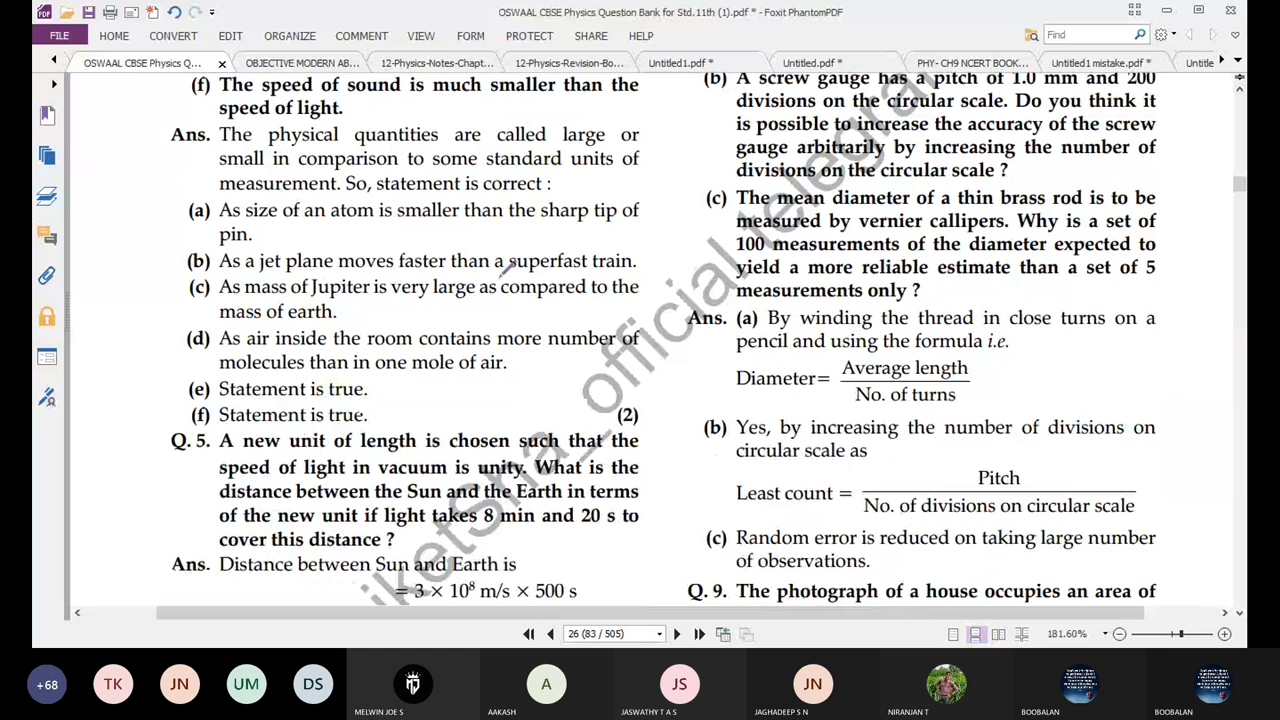 OSWAAL CBSE Physics Question Bank for Std.11th (1).pdf * - Foxit PhantomPDF
FILE HOME CONVERT EDIT ORGANIZE COMMENT VIEW FORM PROTECT SHARE HELP
Find
OSWAAL CBSE Physics Q... OBJECTIVE MODERN AB... 12-Physics-Notes-Chapt... 12-Physics-Revision-Bo... Untitled1.pdf * Untitled.pdf * PHY- CH9 NCERT BOOK... Untitled1 mistake.pdf * Untitle
(f) The speed of sound is much smaller than the
speed of light.
Ans. The physical quantities are called large or
small in comparison to some standard units of
measurement. So, statement is correct :
(a) As size of an atom is smaller than the sharp tip of
pin.
(b) As a jet plane moves faster than a superfast train.
(c) As mass of Jupiter is very large as compared to the
mass of earth.
(d) As air inside the room contains more number of
molecules than in one mole of air.
(e) Statement is true.
(f) Statement is true. (2)
Q. 5. A new unit of length is chosen such that the
speed of light in vacuum is unity. What is the
distance between the Sun and the Earth in terms
of the new unit if light takes 8 min and 20 s to
cover this distance ?
Ans. Distance between Sun and Earth is
= 3 × 10⁸ m/s × 500 s
(b) A screw gauge has a pitch of 1.0 mm and 200
divisions on the circular scale. Do you think it
is possible to increase the accuracy of the screw
gauge arbitrarily by increasing the number of
divisions on the circular scale ?
(c) The mean diameter of a thin brass rod is to be
measured by vernier callipers. Why is a set of
100 measurements of the diameter expected to
yield a more reliable estimate than a set of 5
measurements only ?
Ans. (a) By winding the thread in close turns on a
pencil and using the formula i.e.
Diameter= Average length
No. of turns
(b) Yes, by increasing the number of divisions on
circular scale as
Least count = Pitch
No. of divisions on circular scale
(c) Random error is reduced on taking large number
of observations.
Q. 9. The photograph of a house occupies an area of
iketSha_official telegra
26 (83 / 505)
181.60%
+68 TK JN UM DS A JS JN
MELWIN JOE S AAKASH JASWATHY T A S JAGHADEEP S N NIRANJAN T BOOBALAN BOOBALAN